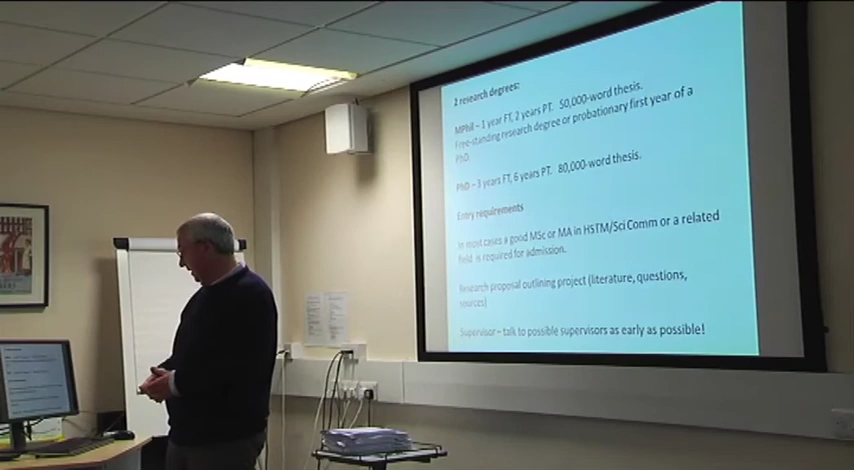 2 research degrees:
MPhil – 1 year FT, 2 years PT. 50,000-word thesis.
Free-standing research degree or probationary first year of a
PhD.
PhD – 3 years FT, 6 years PT. 80,000-word thesis.
Entry requirements
In most cases a good MSc or MA in HSTM/Sci Comm or a related
field is required for admission.
Research proposal outlining project (literature, questions,
sources)
Supervisor – talk to possible supervisors as early as possible!